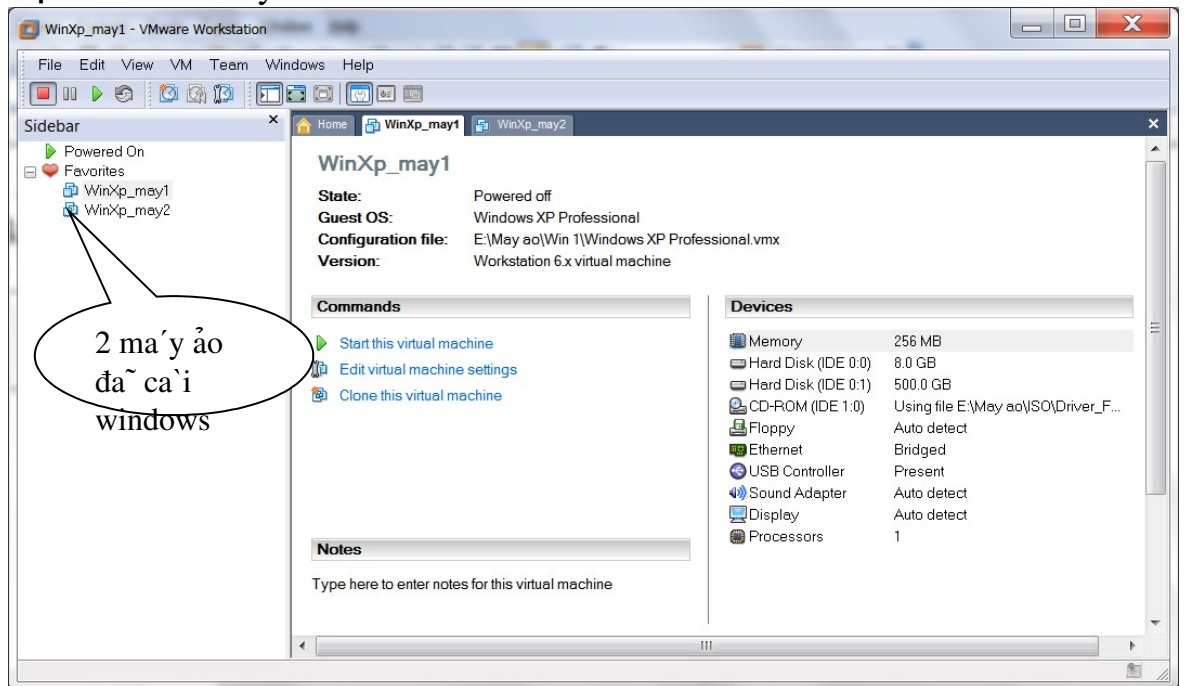 WinXp_may1 - VMware Workstation
File Edit View VM Team Windows Help
Sidebar
Powered On
Favorites
WinXp_may1
WinXp_may2
Home WinXp_may1 WinXp_may2
WinXp_may1
State: Powered off
Guest OS: Windows XP Professional
Configuration file: E:\May ao\Win 1\Windows XP Professional.vmx
Version: Workstation 6.x virtual machine
Commands
Start this virtual machine
Edit virtual machine settings
Clone this virtual machine
Devices
Memory 256 MB
Hard Disk (IDE 0:0) 8.0 GB
Hard Disk (IDE 0:1) 500.0 GB
CD-ROM (IDE 1:0) Using file E:\May ao\ISO\Driver_F...
Floppy Auto detect
Ethernet Bridged
USB Controller Present
Sound Adapter Auto detect
Display Auto detect
Processors 1
Notes
Type here to enter notes for this virtual machine
2 máy ảo
đã cài
windows